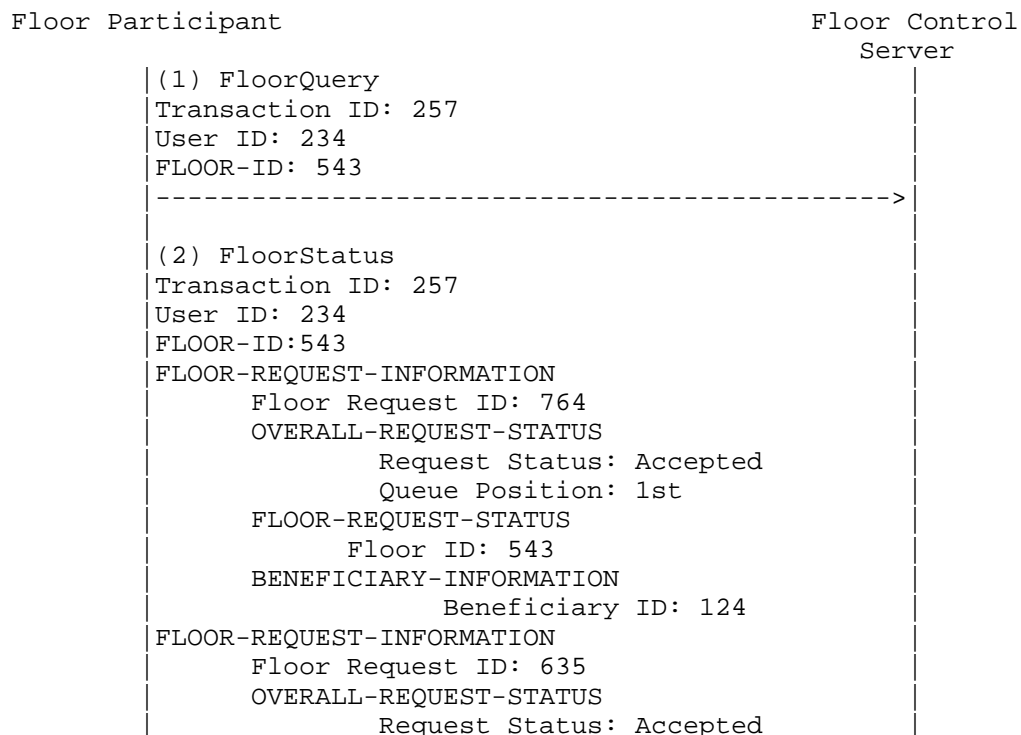 Floor Participant                                 Floor Control
                                                     Server
         |(1) FloorQuery                                |
         |Transaction ID: 257                           |
         |User ID: 234                                  |
         |FLOOR-ID: 543                                 |
         |--------------------------------------------->|
         |                                              |
         |(2) FloorStatus                               |
         |Transaction ID: 257                           |
         |User ID: 234                                  |
         |FLOOR-ID:543                                  |
         |FLOOR-REQUEST-INFORMATION                     |
         |      Floor Request ID: 764                   |
         |      OVERALL-REQUEST-STATUS                  |
         |              Request Status: Accepted        |
         |              Queue Position: 1st             |
         |      FLOOR-REQUEST-STATUS                    |
         |            Floor ID: 543                     |
         |      BENEFICIARY-INFORMATION                 |
         |                  Beneficiary ID: 124         |
         |FLOOR-REQUEST-INFORMATION                     |
         |      Floor Request ID: 635                   |
         |      OVERALL-REQUEST-STATUS                  |
         |              Request Status: Accepted        |